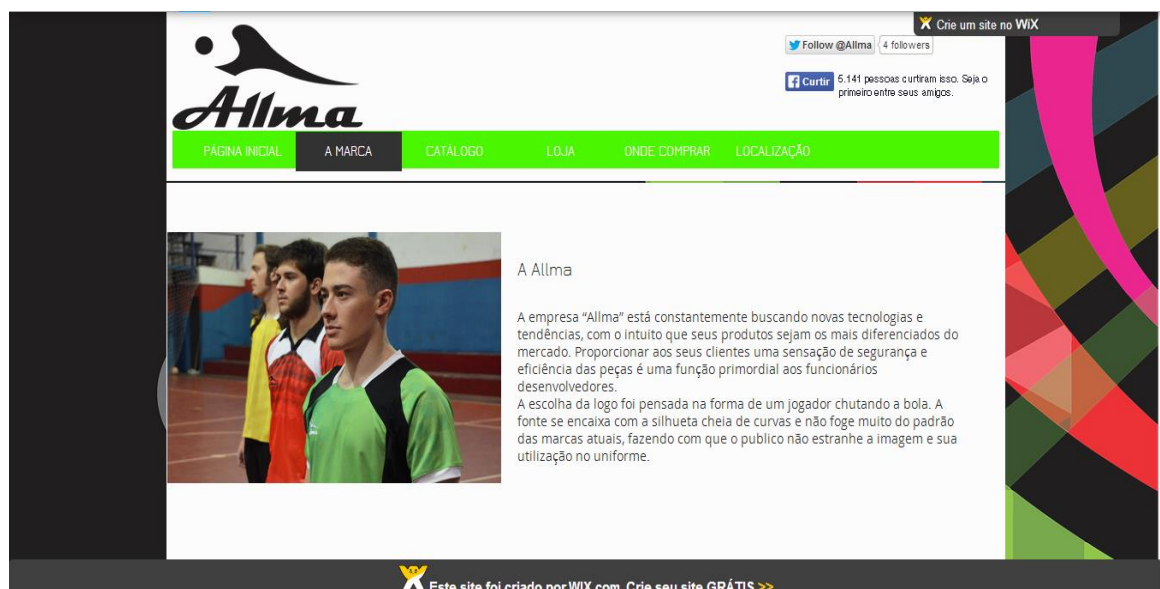 Crie um site no WiX
Follow @Allma 4 followers
Curtir 5.141 pessoas curtiram isso. Seja o
primeiro entre seus amigos.
Allma
PÁGINA INICIAL A MARCA CATÁLOGO LOJA ONDE COMPRAR LOCALIZAÇÃO
A Allma
A empresa “Allma” está constantemente buscando novas tecnologias e
tendências, com o intuito que seus produtos sejam os mais diferenciados do
mercado. Proporcionar aos seus clientes uma sensação de segurança e
eficiência das peças é uma função primordial aos funcionários
desenvolvedores.
A escolha da logo foi pensada na forma de um jogador chutando a bola. A
fonte se encaixa com a silhueta cheia de curvas e não foge muito do padrão
das marcas atuais, fazendo com que o publico não estranhe a imagem e sua
utilização no uniforme.
Este site foi criado por WIX.com. Crie seu site GRÁTIS >>